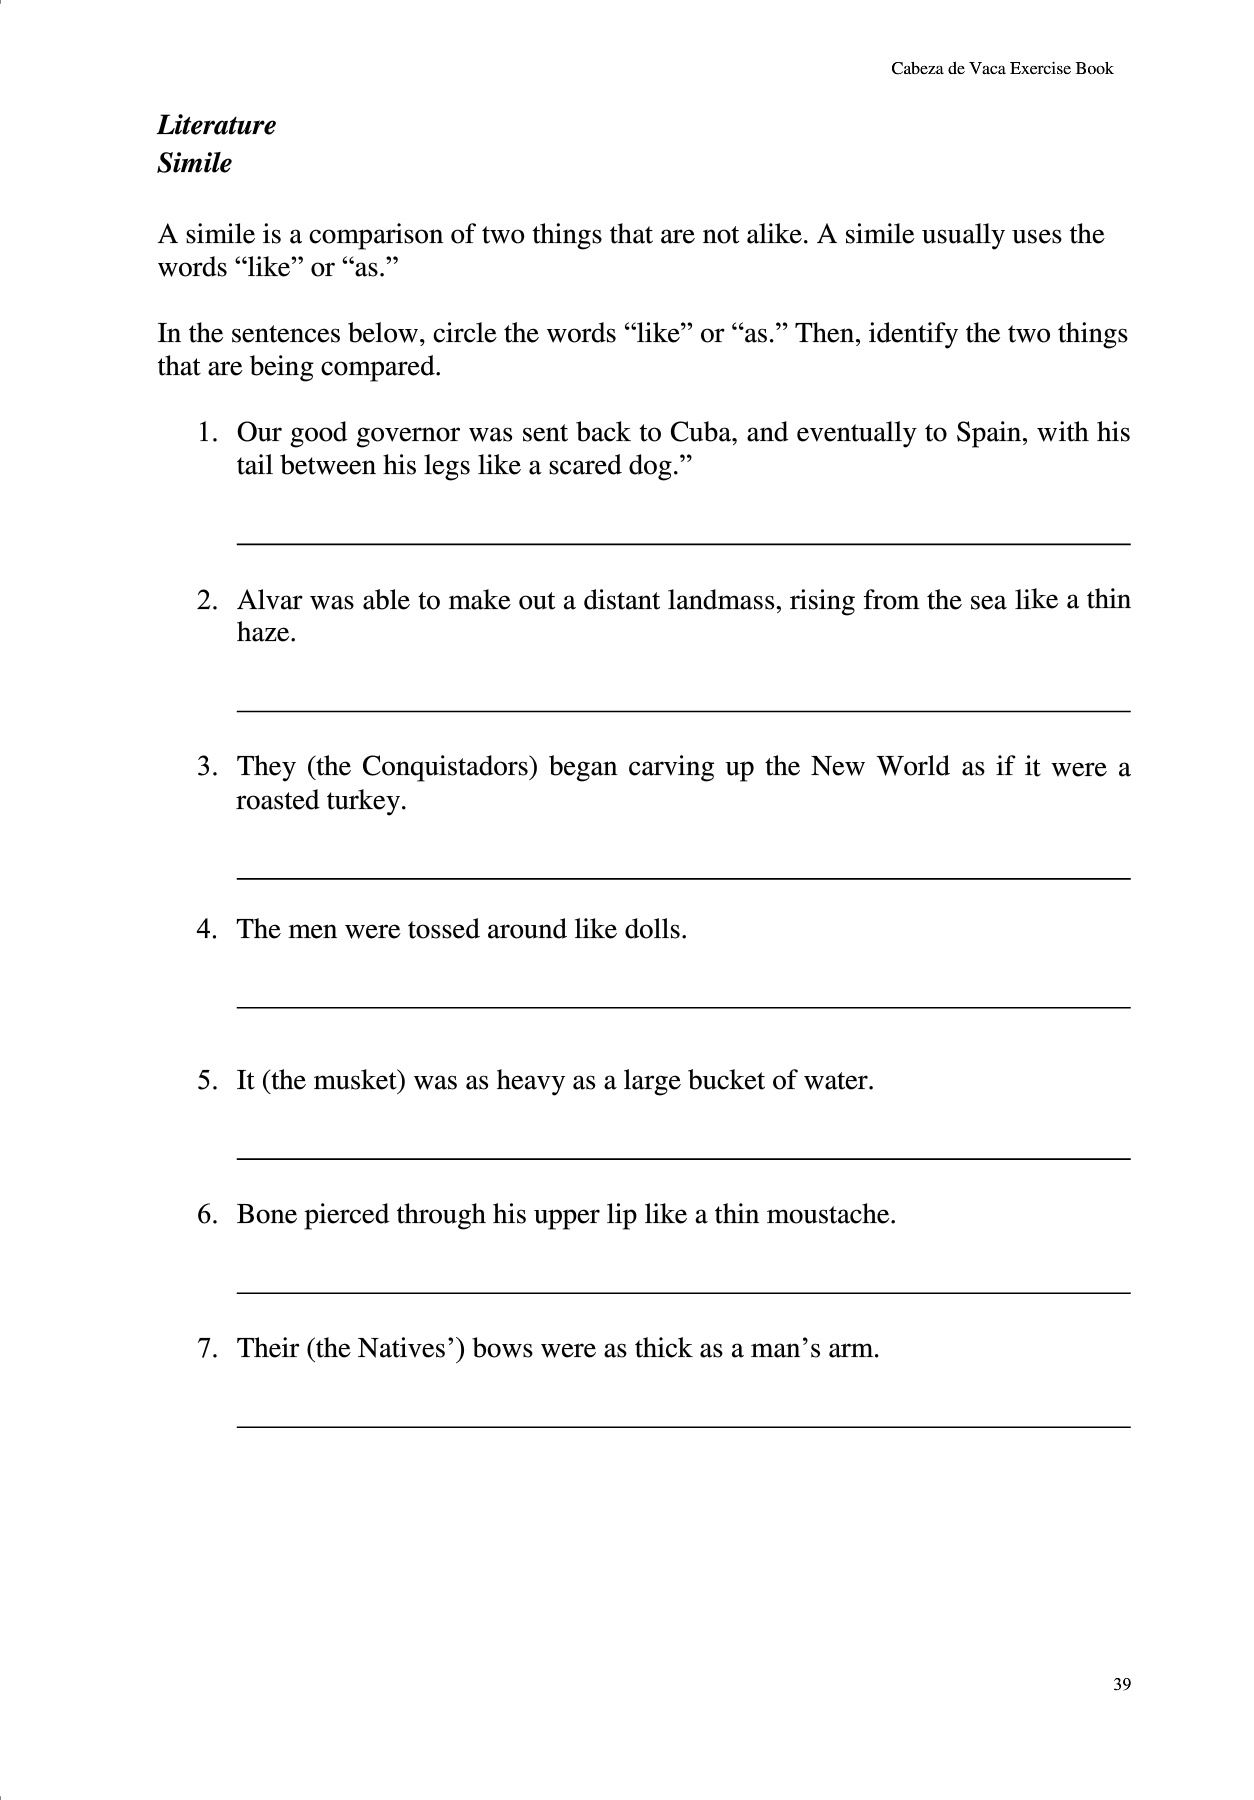 Cabeza de Vaca Exercise Book
Literature
Simile
A simile is a comparison of two things that are not alike. A simile usually uses the
words “like” or “as.”
In the sentences below, circle the words “like” or “as.” Then, identify the two things
that are being compared.
1. Our good governor was sent back to Cuba, and eventually to Spain, with his
tail between his legs like a scared dog.”
2. Alvar was able to make out a distant landmass, rising from the sea like a thin
haze.
3. They (the Conquistadors) began carving up the New World as if it were a
roasted turkey.
4. The men were tossed around like dolls.
5. It (the musket) was as heavy as a large bucket of water.
6. Bone pierced through his upper lip like a thin moustache.
7. Their (the Natives’) bows were as thick as a man’s arm.
39